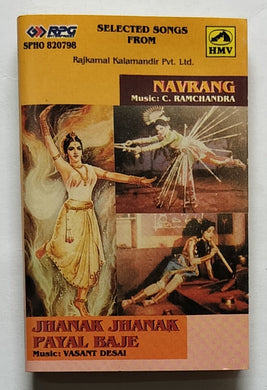 RPG
SPHO 820798
SELECTED SONGS
FROM
HMV
Rajkamal Kalamandir Pvt. Ltd.
NAVRANG
Music: C. RAMCHANDRA
JHANAK JHANAK
PAYAL BAJE
Music: VASANT DESAI